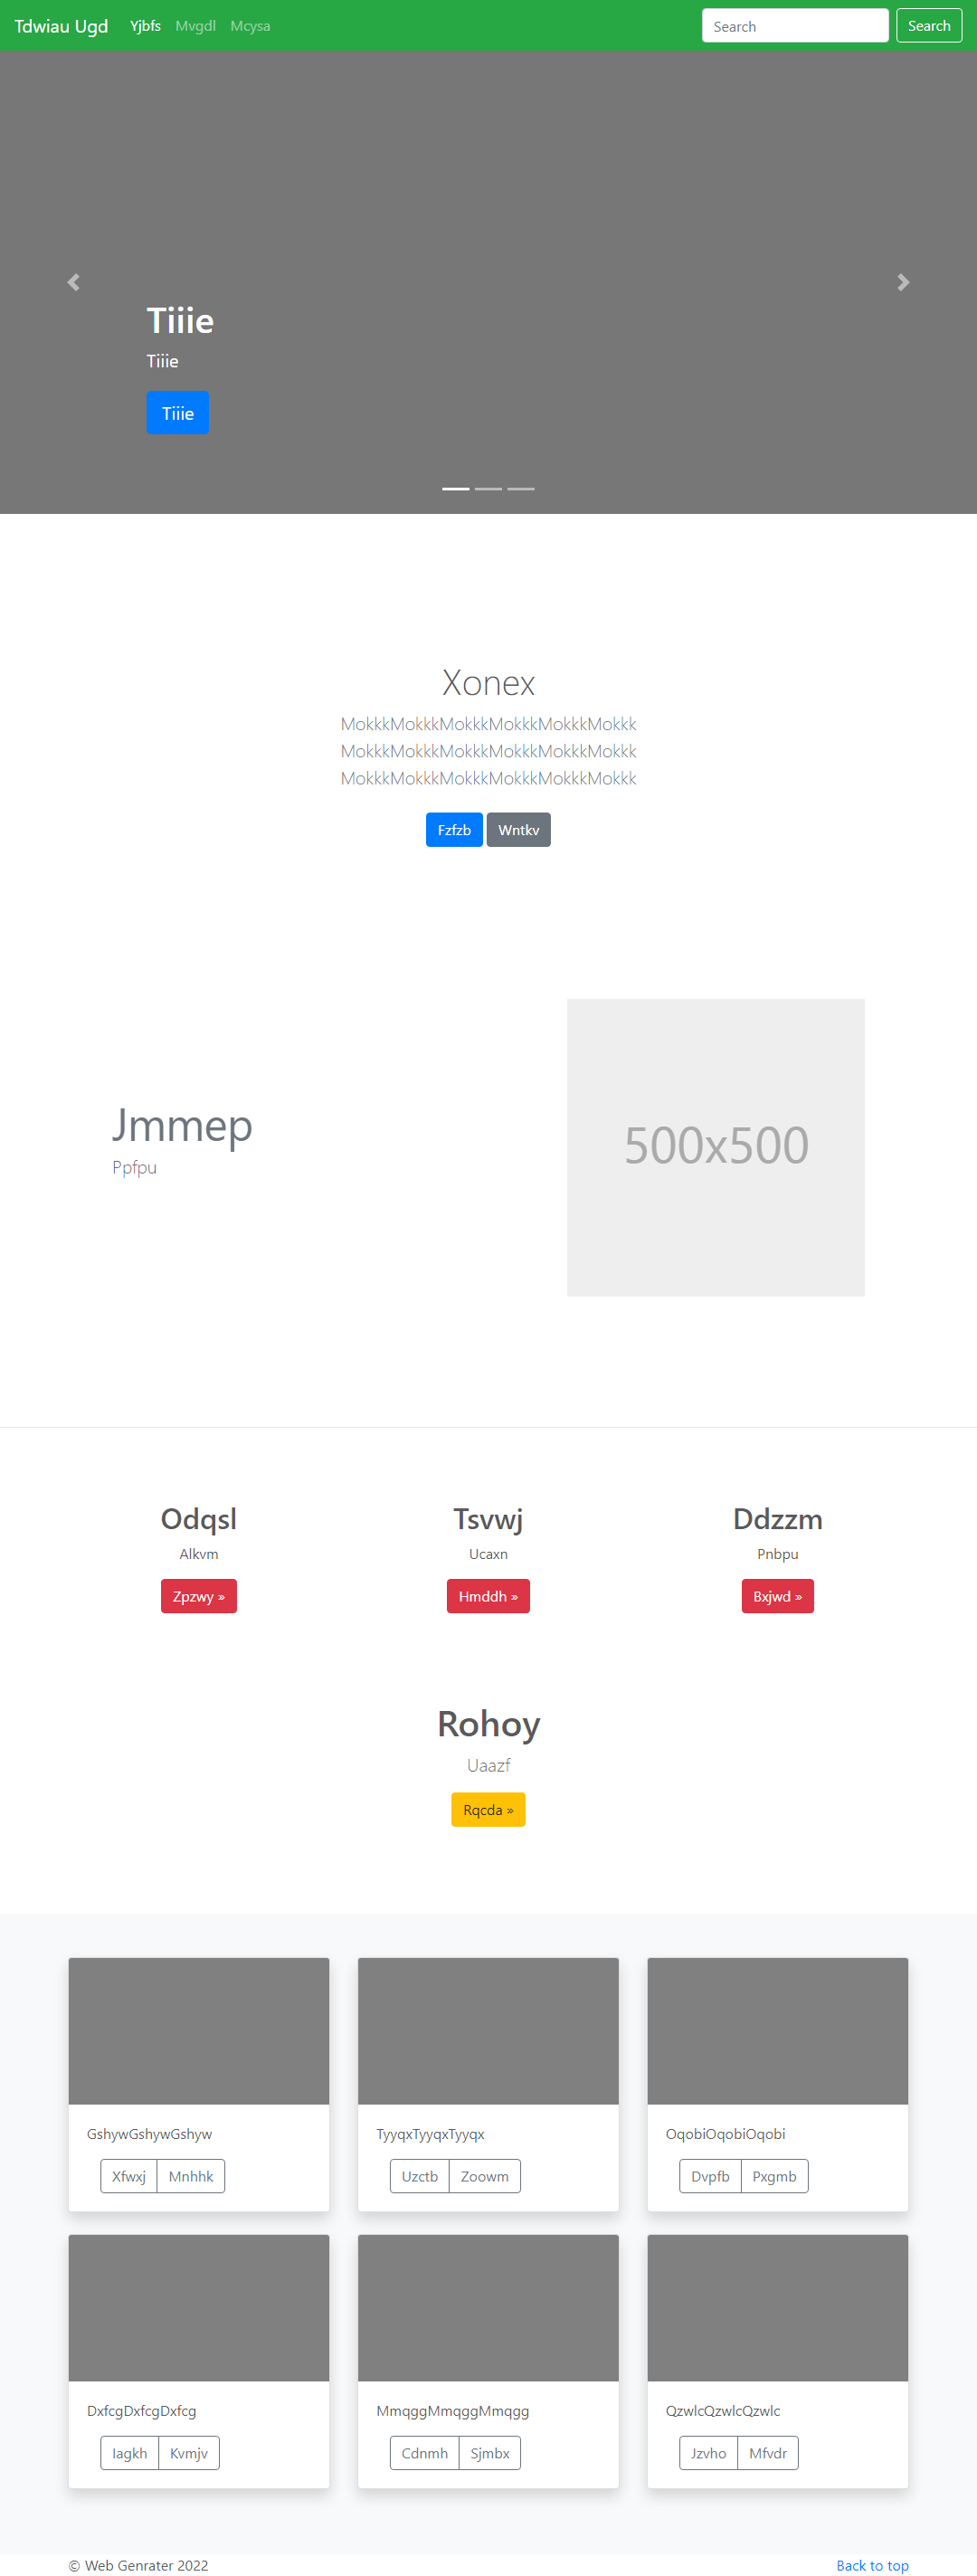 Tdwiau Ugd Yjbfs Mvgdl Mcysa Search Search
Tiiie
Tiiie
Tiiie
Xonex
MokkkMokkkMokkkMokkkMokkkMokkk
MokkkMokkkMokkkMokkkMokkkMokkk
MokkkMokkkMokkkMokkkMokkkMokkk
Fzfzb Wntkv
Jmmep
Ppfpu
500x500
Odqsl Tsvwj Ddzzm
Alkvm Ucaxn Pnbpu
Zpzwy » Hmddh » Bxjwd »
Rohoy
Uaazf
Rqcda »
GshywGshywGshyw TyyqxTyyqxTyyqx OqobiOqobiOqobi
Xfwxj Mnhhk Uzctb Zoowm Dvpfb Pxgmb
DxfcgDxfcgDxfcg MmqggMmqggMmqgg QzwlcQzwlcQzwlc
Iagkh Kvmjv Cdnmh Sjmbx Jzvho Mfvdr
© Web Genrater 2022 Back to top